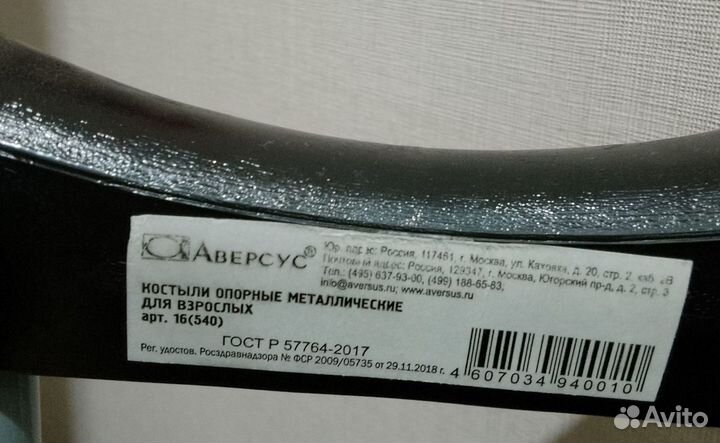 АВЕРСУС®
Юр. адрес: Россия, 117461, г. Москва, ул. Каховка, д. 20, стр. 2, каб. 2В
Почтовый адрес: Россия, 129347, г. Москва, Югорский пр-д, д. 2, стр. 3
Тел.: (495) 637-93-00, (499) 188-65-83,
info@aversus.ru; www.aversus.ru
КОСТЫЛИ ОПОРНЫЕ МЕТАЛЛИЧЕСКИЕ
ДЛЯ ВЗРОСЛЫХ
арт. 16(540)
ГОСТ Р 57764-2017
Рег. удостов. Росздравнадзора № ФСР 2009/05735 от 29.11.2018 г.
4 607034 940010
Avito